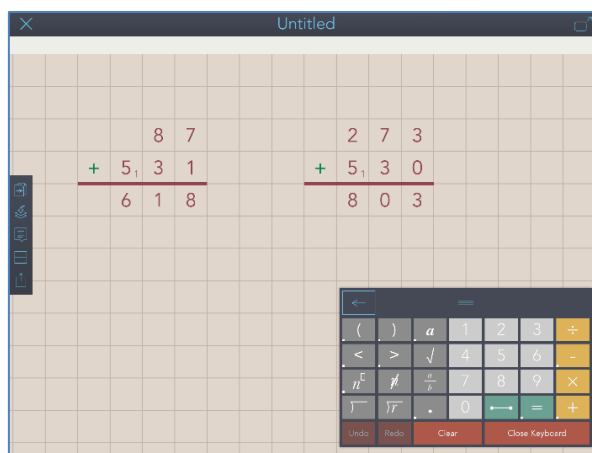 Untitled
8 7
+ 5 1 3 1
6 1 8
2 7 3
+ 5 1 3 0
8 0 3
( ) a 1 2 3 ÷
< > √ 4 5 6 -
n 7 8 9 ×
r . 0 = +
Undo Redo Clear Close Keyboard